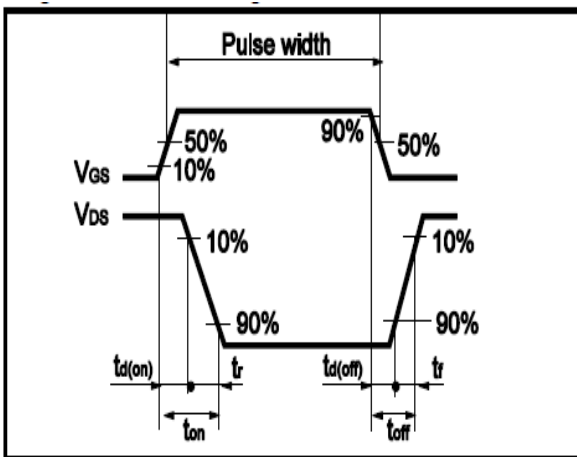 Pulse width
90%
50%
50%
10%
VGS
VDS
10%
10%
90%
90%
td(on)
tr
td(off)
tf
ton
toff